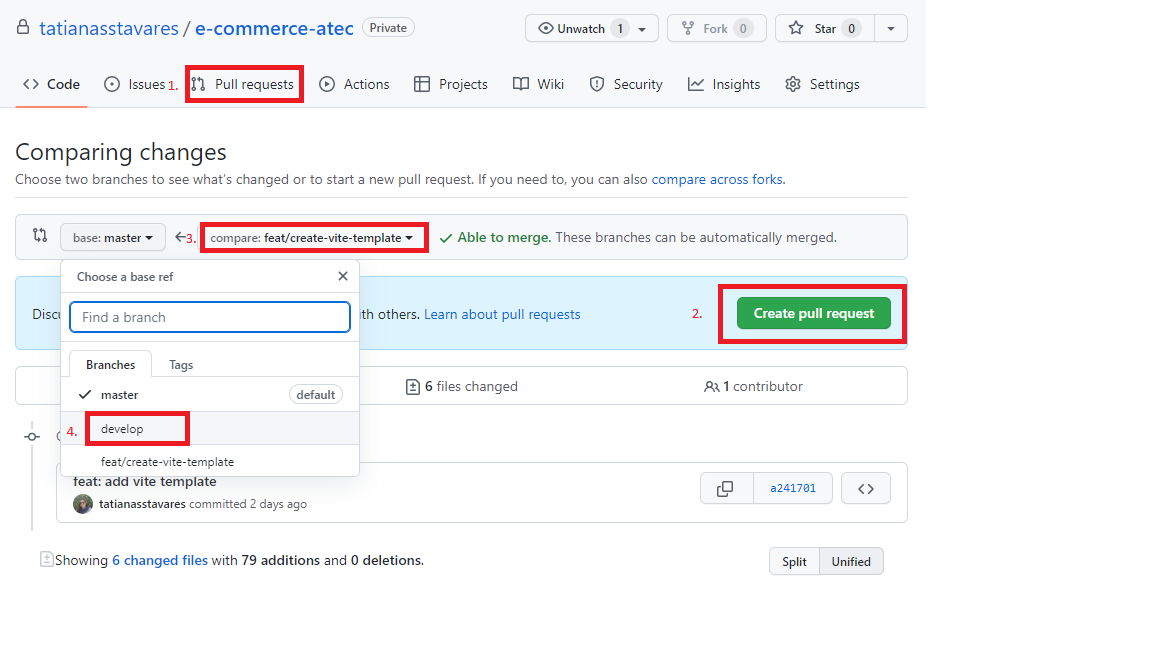 tatianasstavares / e-commerce-atec Private Unwatch 1 Fork 0 Star 0
Code Issues 1. Pull requests Actions Projects Wiki Security Insights Settings
Comparing changes
Choose two branches to see what's changed or to start a new pull request. If you need to, you can also compare across forks.
base: master 3. compare: feat/create-vite-template Able to merge. These branches can be automatically merged.
Choose a base ref
Find a branch
th others. Learn about pull requests 2. Create pull request
Branches Tags
master default
6 files changed 1 contributor
4. develop
feat/create-vite-template
feat: add vite template
tatianasstavares committed 2 days ago
a241701
Showing 6 changed files with 79 additions and 0 deletions.
Split Unified